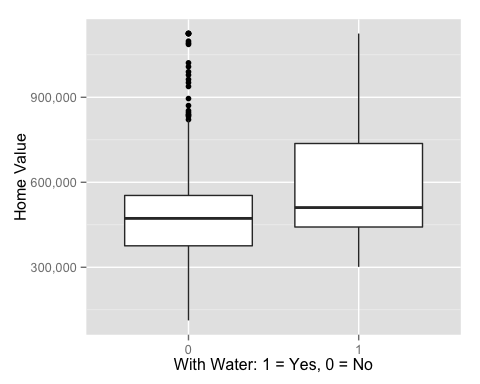 900,000
600,000
300,000
Home Value
0 1
With Water: 1 = Yes, 0 = No